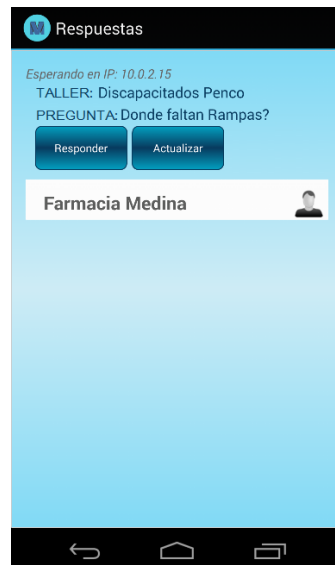 M Respuestas
Esperando en IP: 10.0.2.15
TALLER: Discapacitados Penco
PREGUNTA: Donde faltan Rampas?
Responder Actualizar
Farmacia Medina